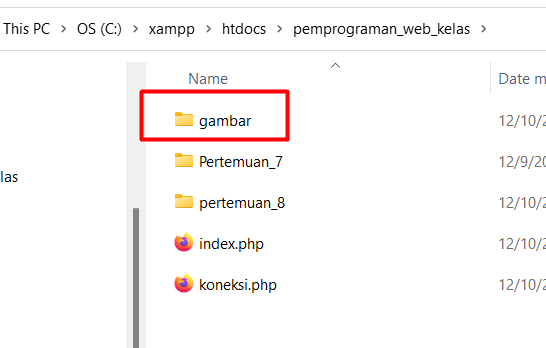 This PC > OS (C:) > xampp > htdocs > pemprograman_web_kelas >
Name Date m
gambar 12/10/2
las Pertemuan_7 12/9/20
pertemuan_8 12/10/2
index.php 12/10/2
koneksi.php 12/10/2